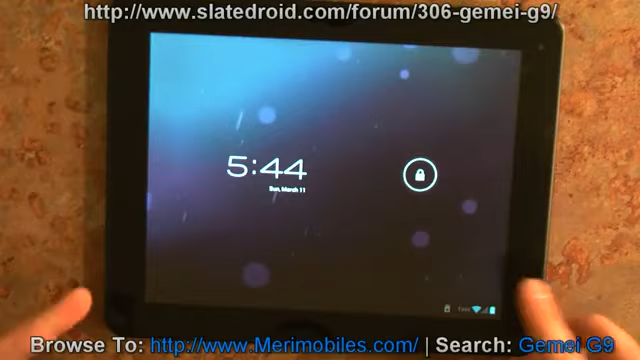 http://www.slatedroid.com/forum/306-gemei-g9/
5:44
Sun, March 11
Browse To: http://www.Merimobiles.com/ | Search: Gemei G9